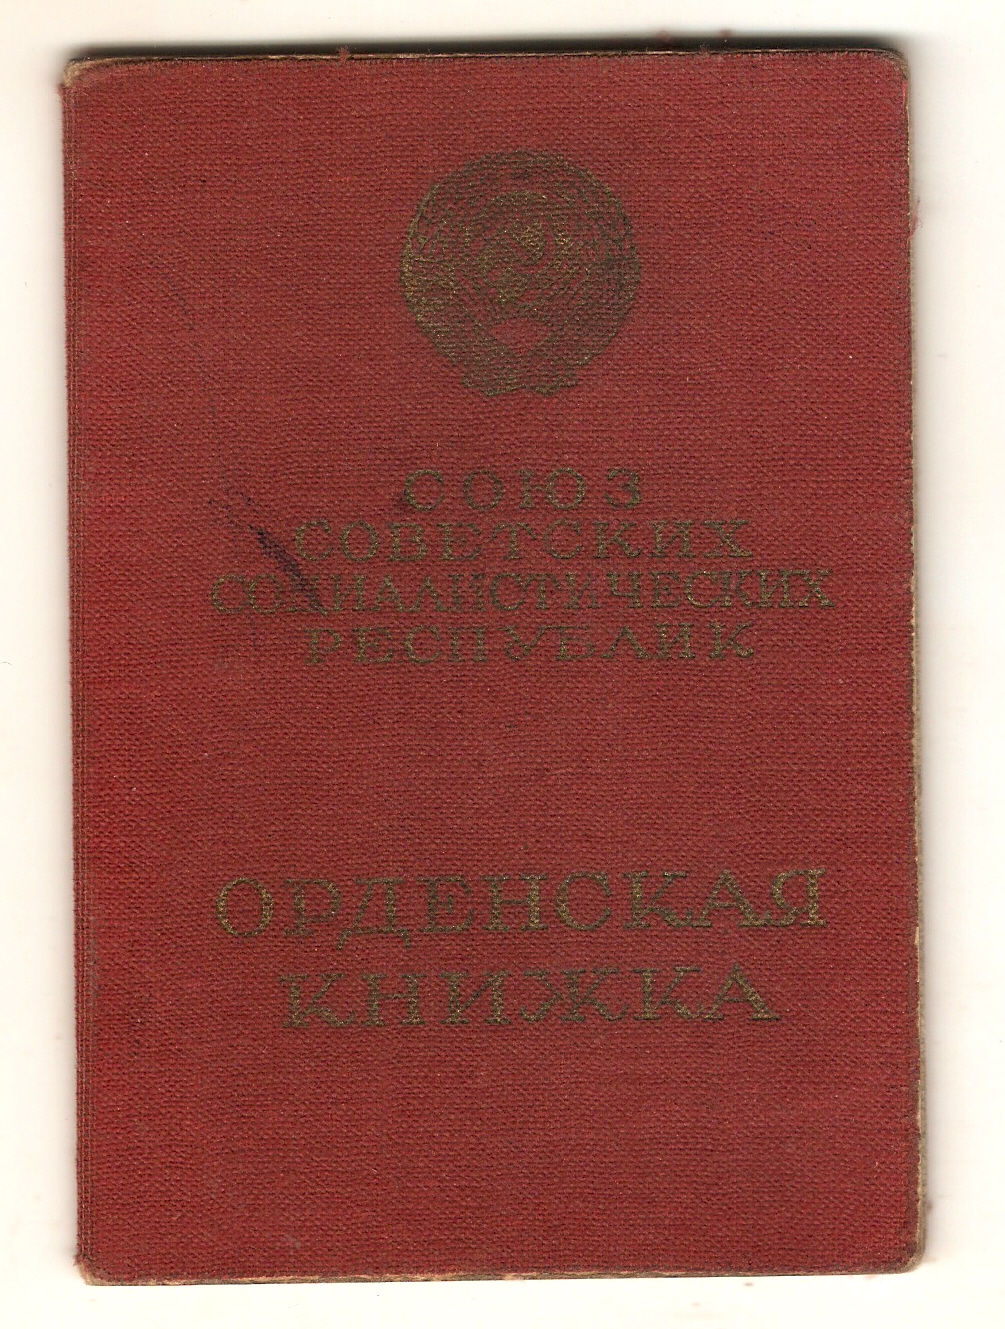 СОЮЗ
СОВЕТСКИХ
СОЦИАЛИСТИЧЕСКИХ
РЕСПУБЛИК
ОРДЕНСКАЯ
КНИЖКА